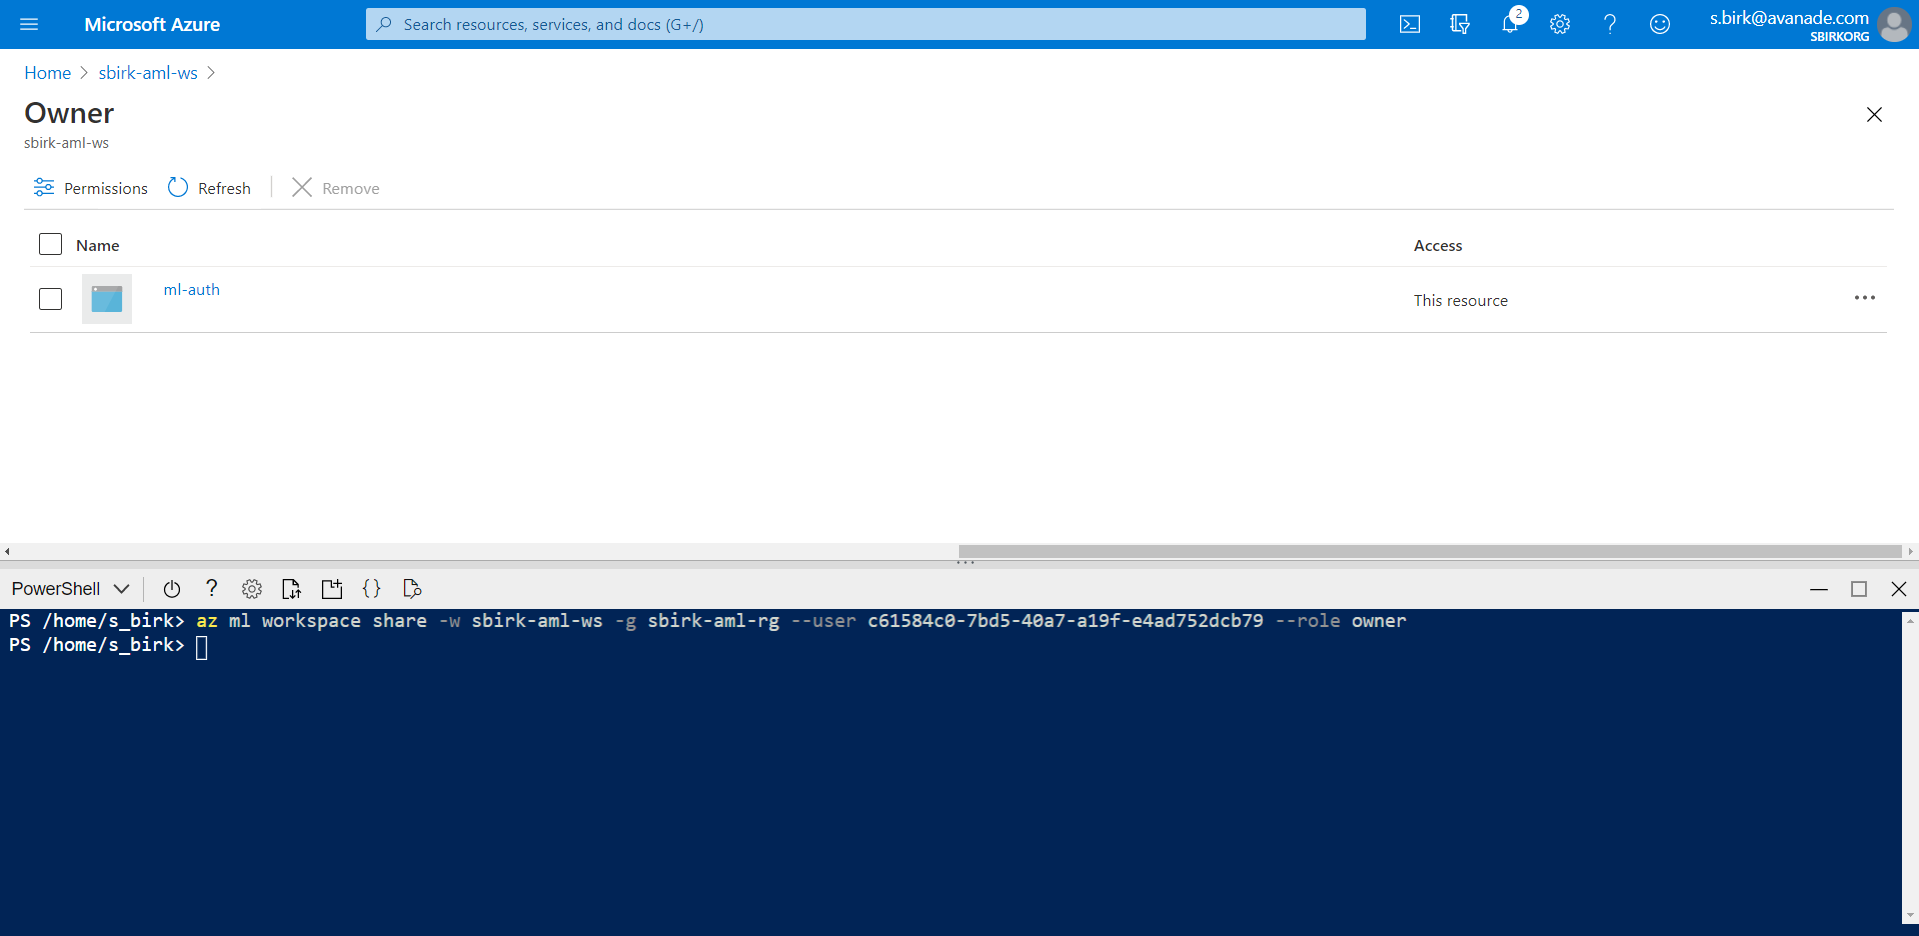 Microsoft Azure
Search resources, services, and docs (G+/)
2
s.birk@avanade.com
SBIRKORG
Home > sbirk-aml-ws >
Owner
sbirk-aml-ws
Permissions Refresh Remove
Name Access
ml-auth This resource
PowerShell
PS /home/s_birk> az ml workspace share -w sbirk-aml-ws -g sbirk-aml-rg --user c61584c0-7bd5-40a7-a19f-e4ad752dcb79 --role owner
PS /home/s_birk>